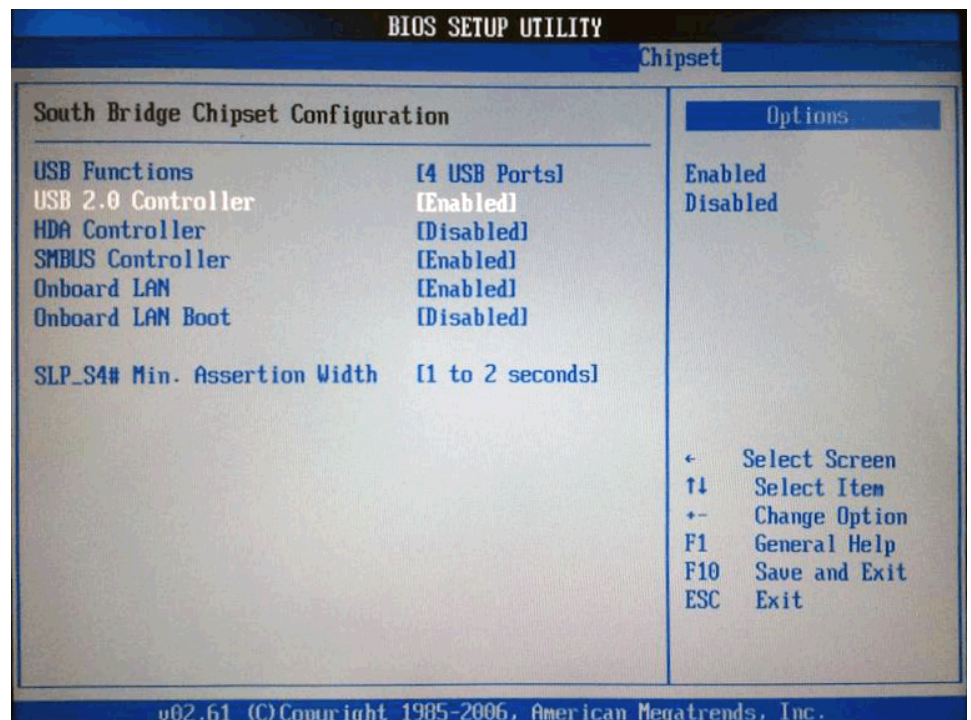 BIOS SETUP UTILITY
Chipset
South Bridge Chipset Configuration
USB Functions [4 USB Ports]
USB 2.0 Controller [Enabled]
HDA Controller [Disabled]
SMBUS Controller [Enabled]
Onboard LAN [Enabled]
Onboard LAN Boot [Disabled]
SLP_S4# Min. Assertion Width [1 to 2 seconds]
Options
Enabled
Disabled
← Select Screen
↑↓ Select Item
+- Change Option
F1 General Help
F10 Save and Exit
ESC Exit
v02.61 (C)Copyright 1985-2006, American Megatrends, Inc.